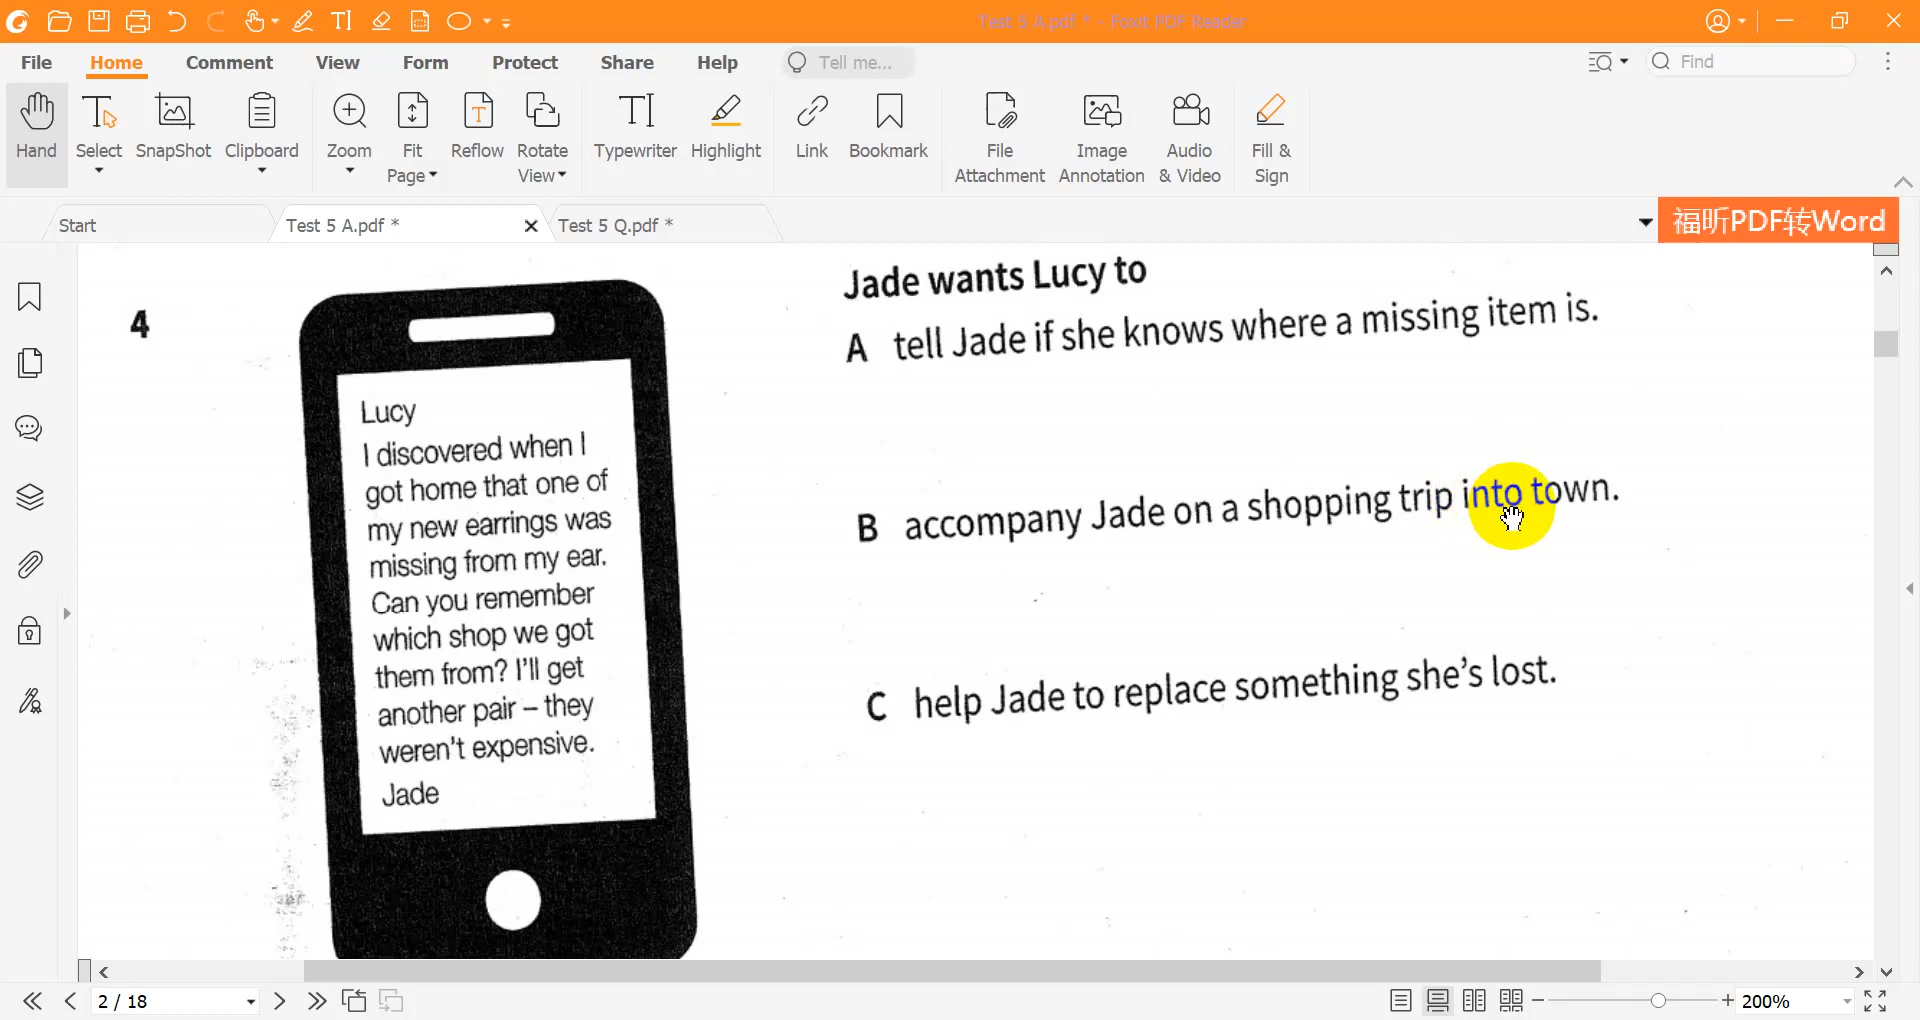 Test 5 A.pdf * - Foxit PDF Reader
File Home Comment View Form Protect Share Help Tell me... Find
Hand Select SnapShot Clipboard Zoom Fit Page Reflow Rotate View Typewriter Highlight Link Bookmark File Attachment Image Annotation Audio & Video Fill & Sign
Start Test 5 A.pdf * Test 5 Q.pdf * 福昕PDF转Word
4
Lucy
I discovered when I
got home that one of
my new earrings was
missing from my ear.
Can you remember
which shop we got
them from? I'll get
another pair – they
weren't expensive.
Jade
Jade wants Lucy to
A tell Jade if she knows where a missing item is.
B accompany Jade on a shopping trip into town.
C help Jade to replace something she's lost.
2 / 18 200%